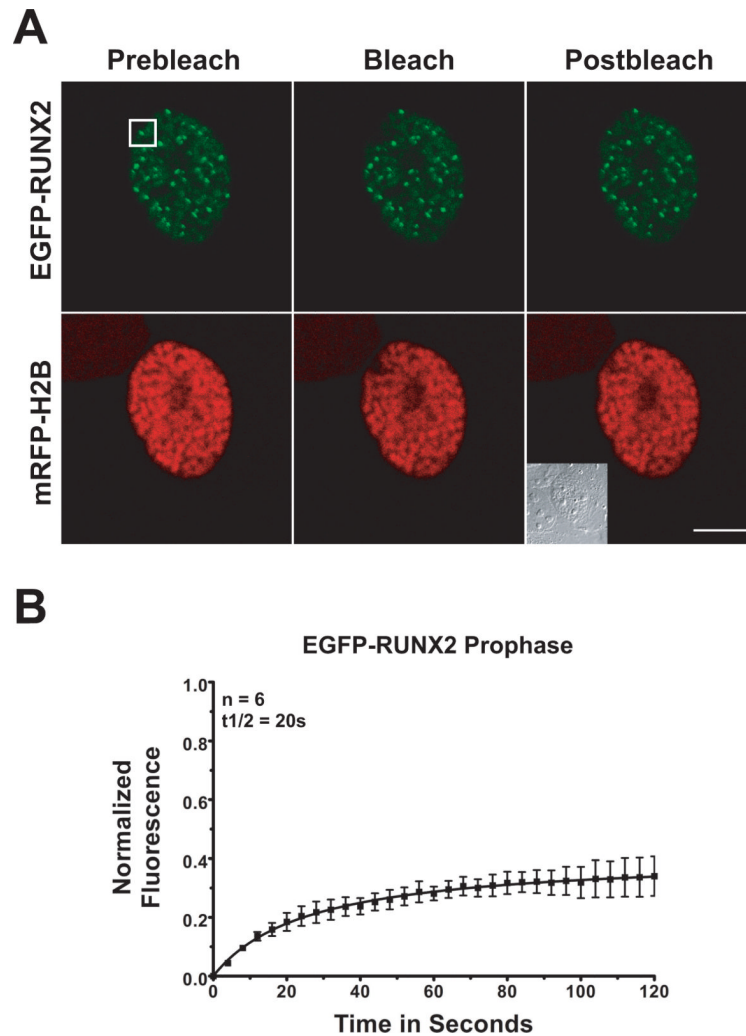 A
Prebleach Bleach Postbleach
EGFP-RUNX2
mRFP-H2B
B
EGFP-RUNX2 Prophase
n = 6
t1/2 = 20s
Normalized
Fluorescence
1.0
0.8
0.6
0.4
0.2
0.0
0 20 40 60 80 100 120
Time in Seconds